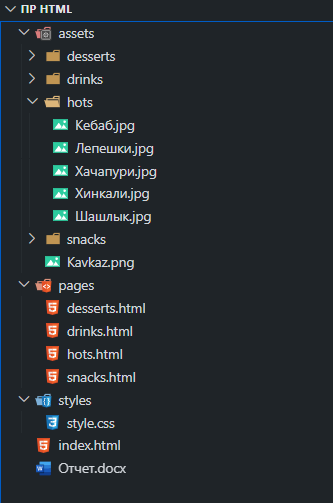 ПР HTML
assets
desserts
drinks
hots
Кебаб.jpg
Лепешки.jpg
Хачапури.jpg
Хинкали.jpg
Шашлык.jpg
snacks
Kavkaz.png
pages
desserts.html
drinks.html
hots.html
snacks.html
styles
style.css
index.html
Отчет.docx